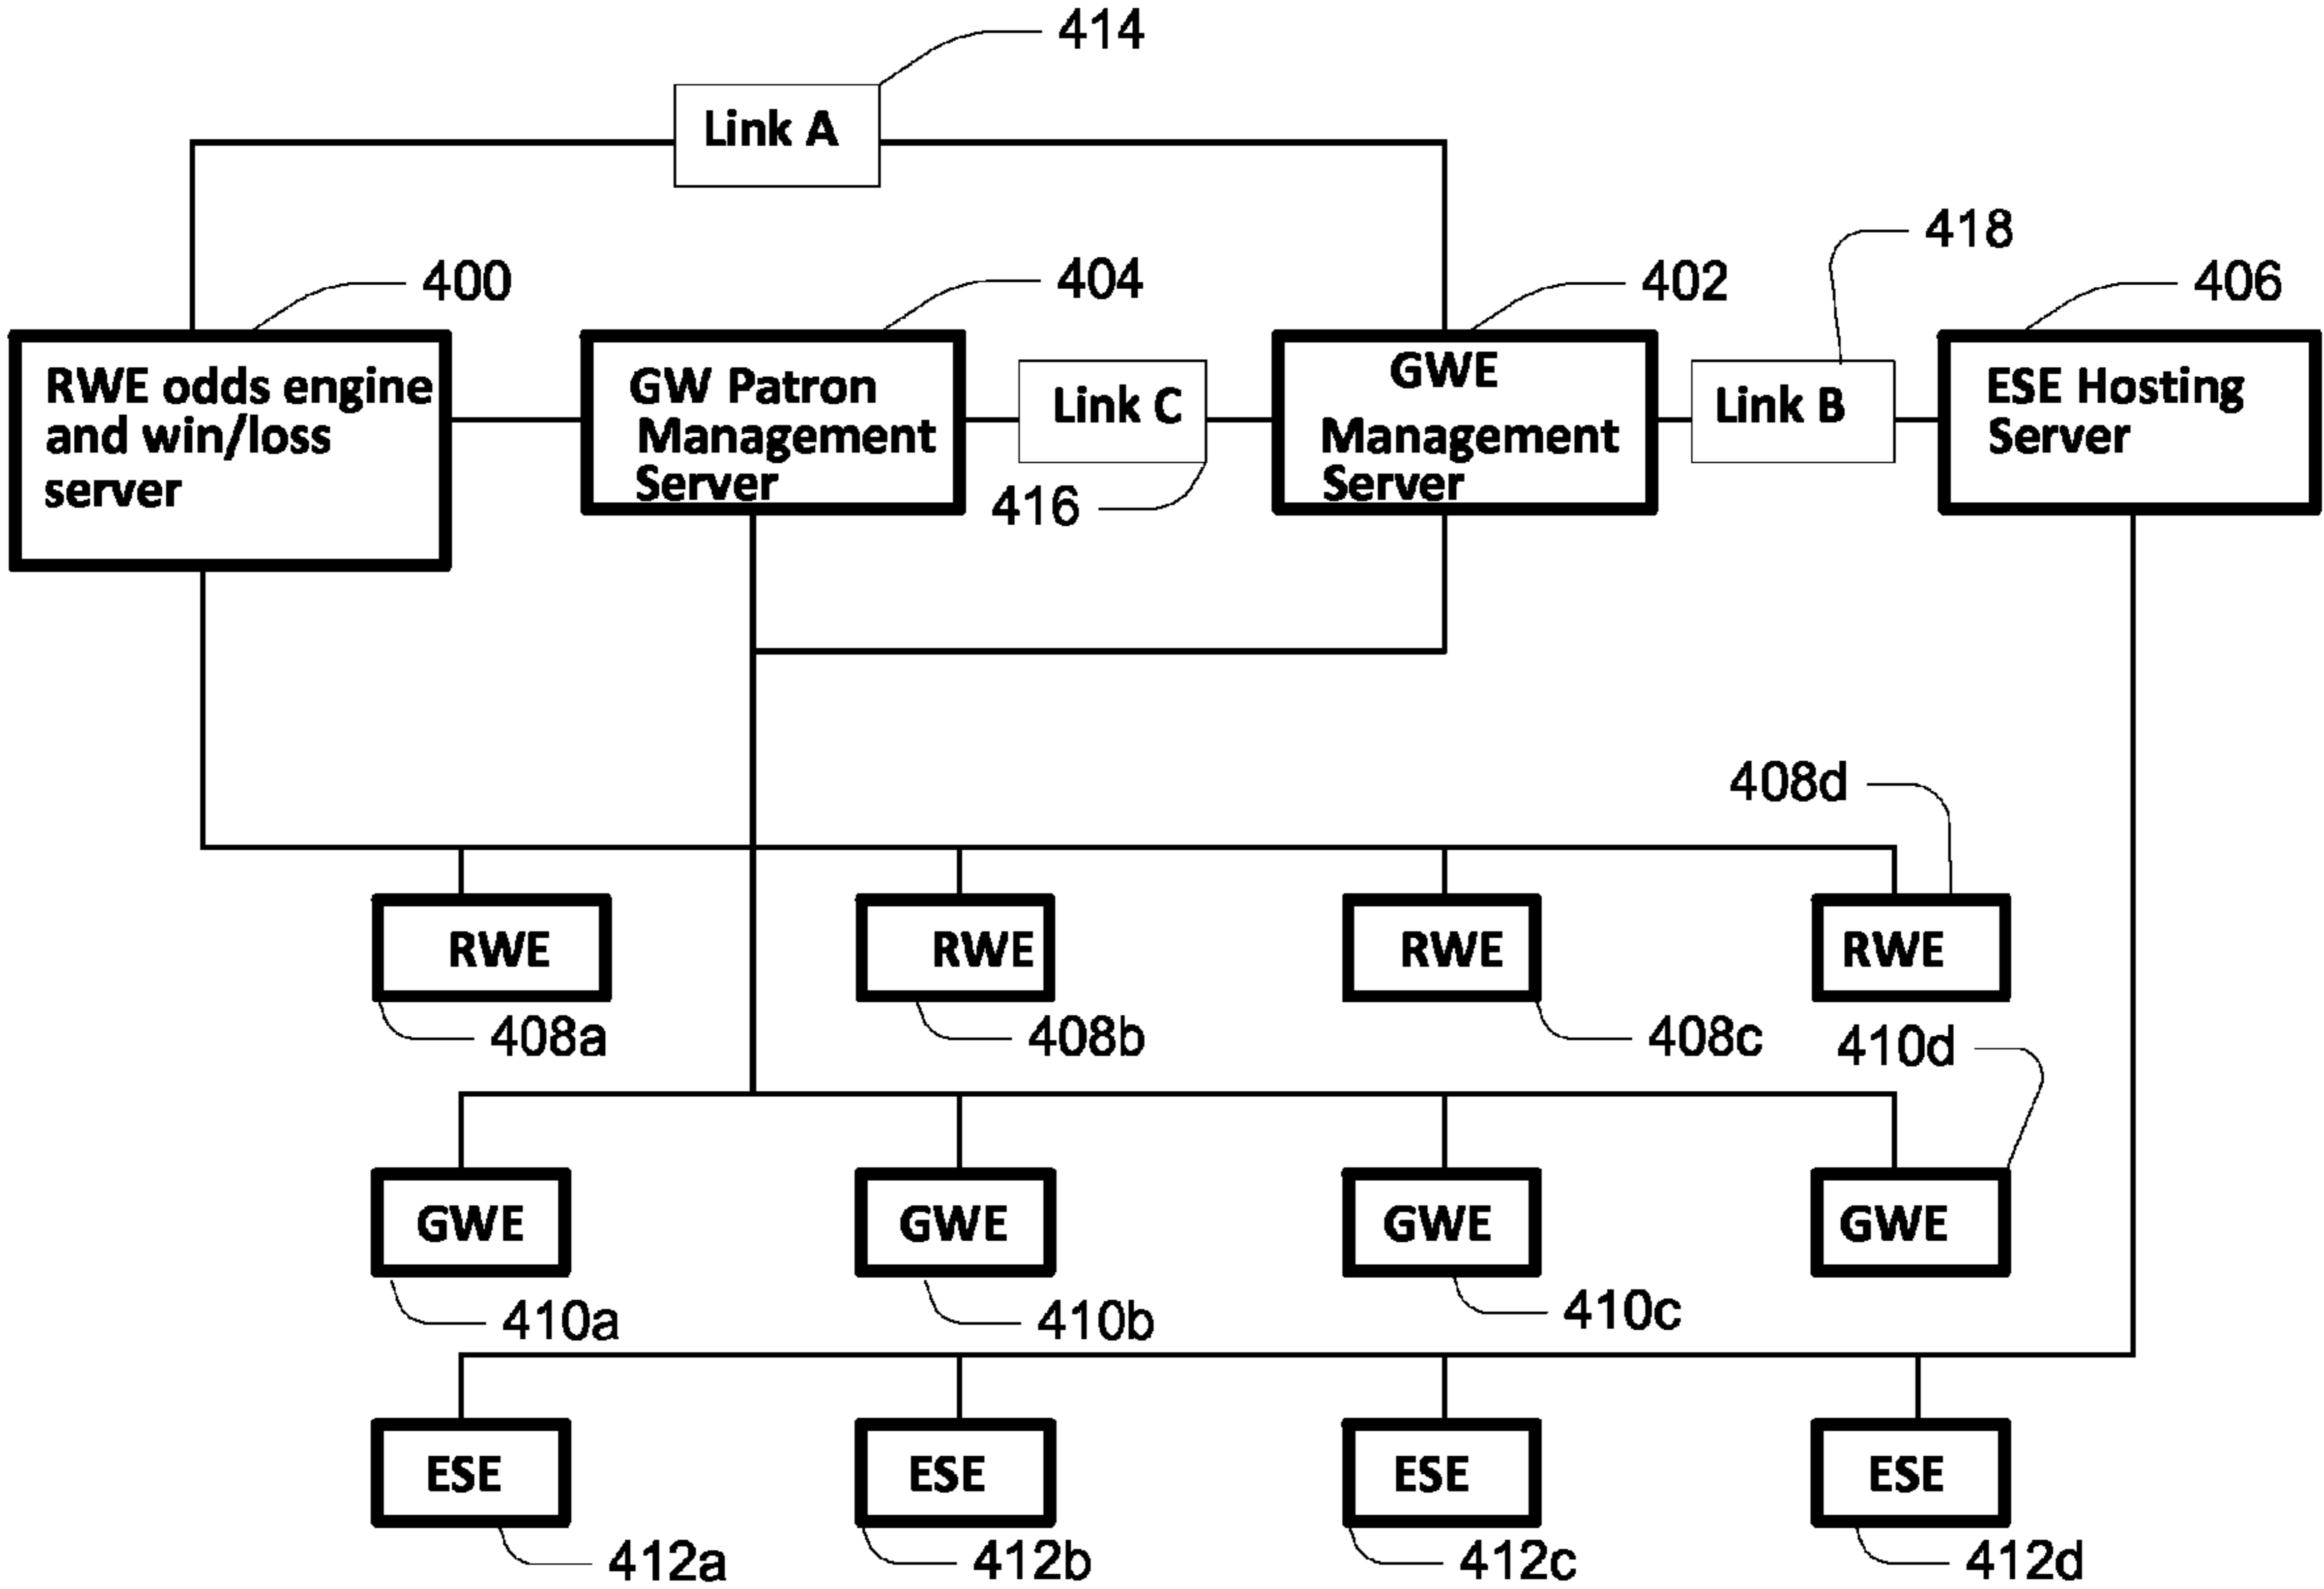 414
Link A
418
400
404
402
406
RWE odds engine
and win/loss
server
GW Patron
Management
Server
Link C
416
GWE
Management
Server
Link B
ESE Hosting
Server
408d
RWE
RWE
RWE
RWE
408a
408b
408c
410d
GWE
GWE
GWE
GWE
410a
410b
410c
ESE
ESE
ESE
ESE
412a
412b
412c
412d